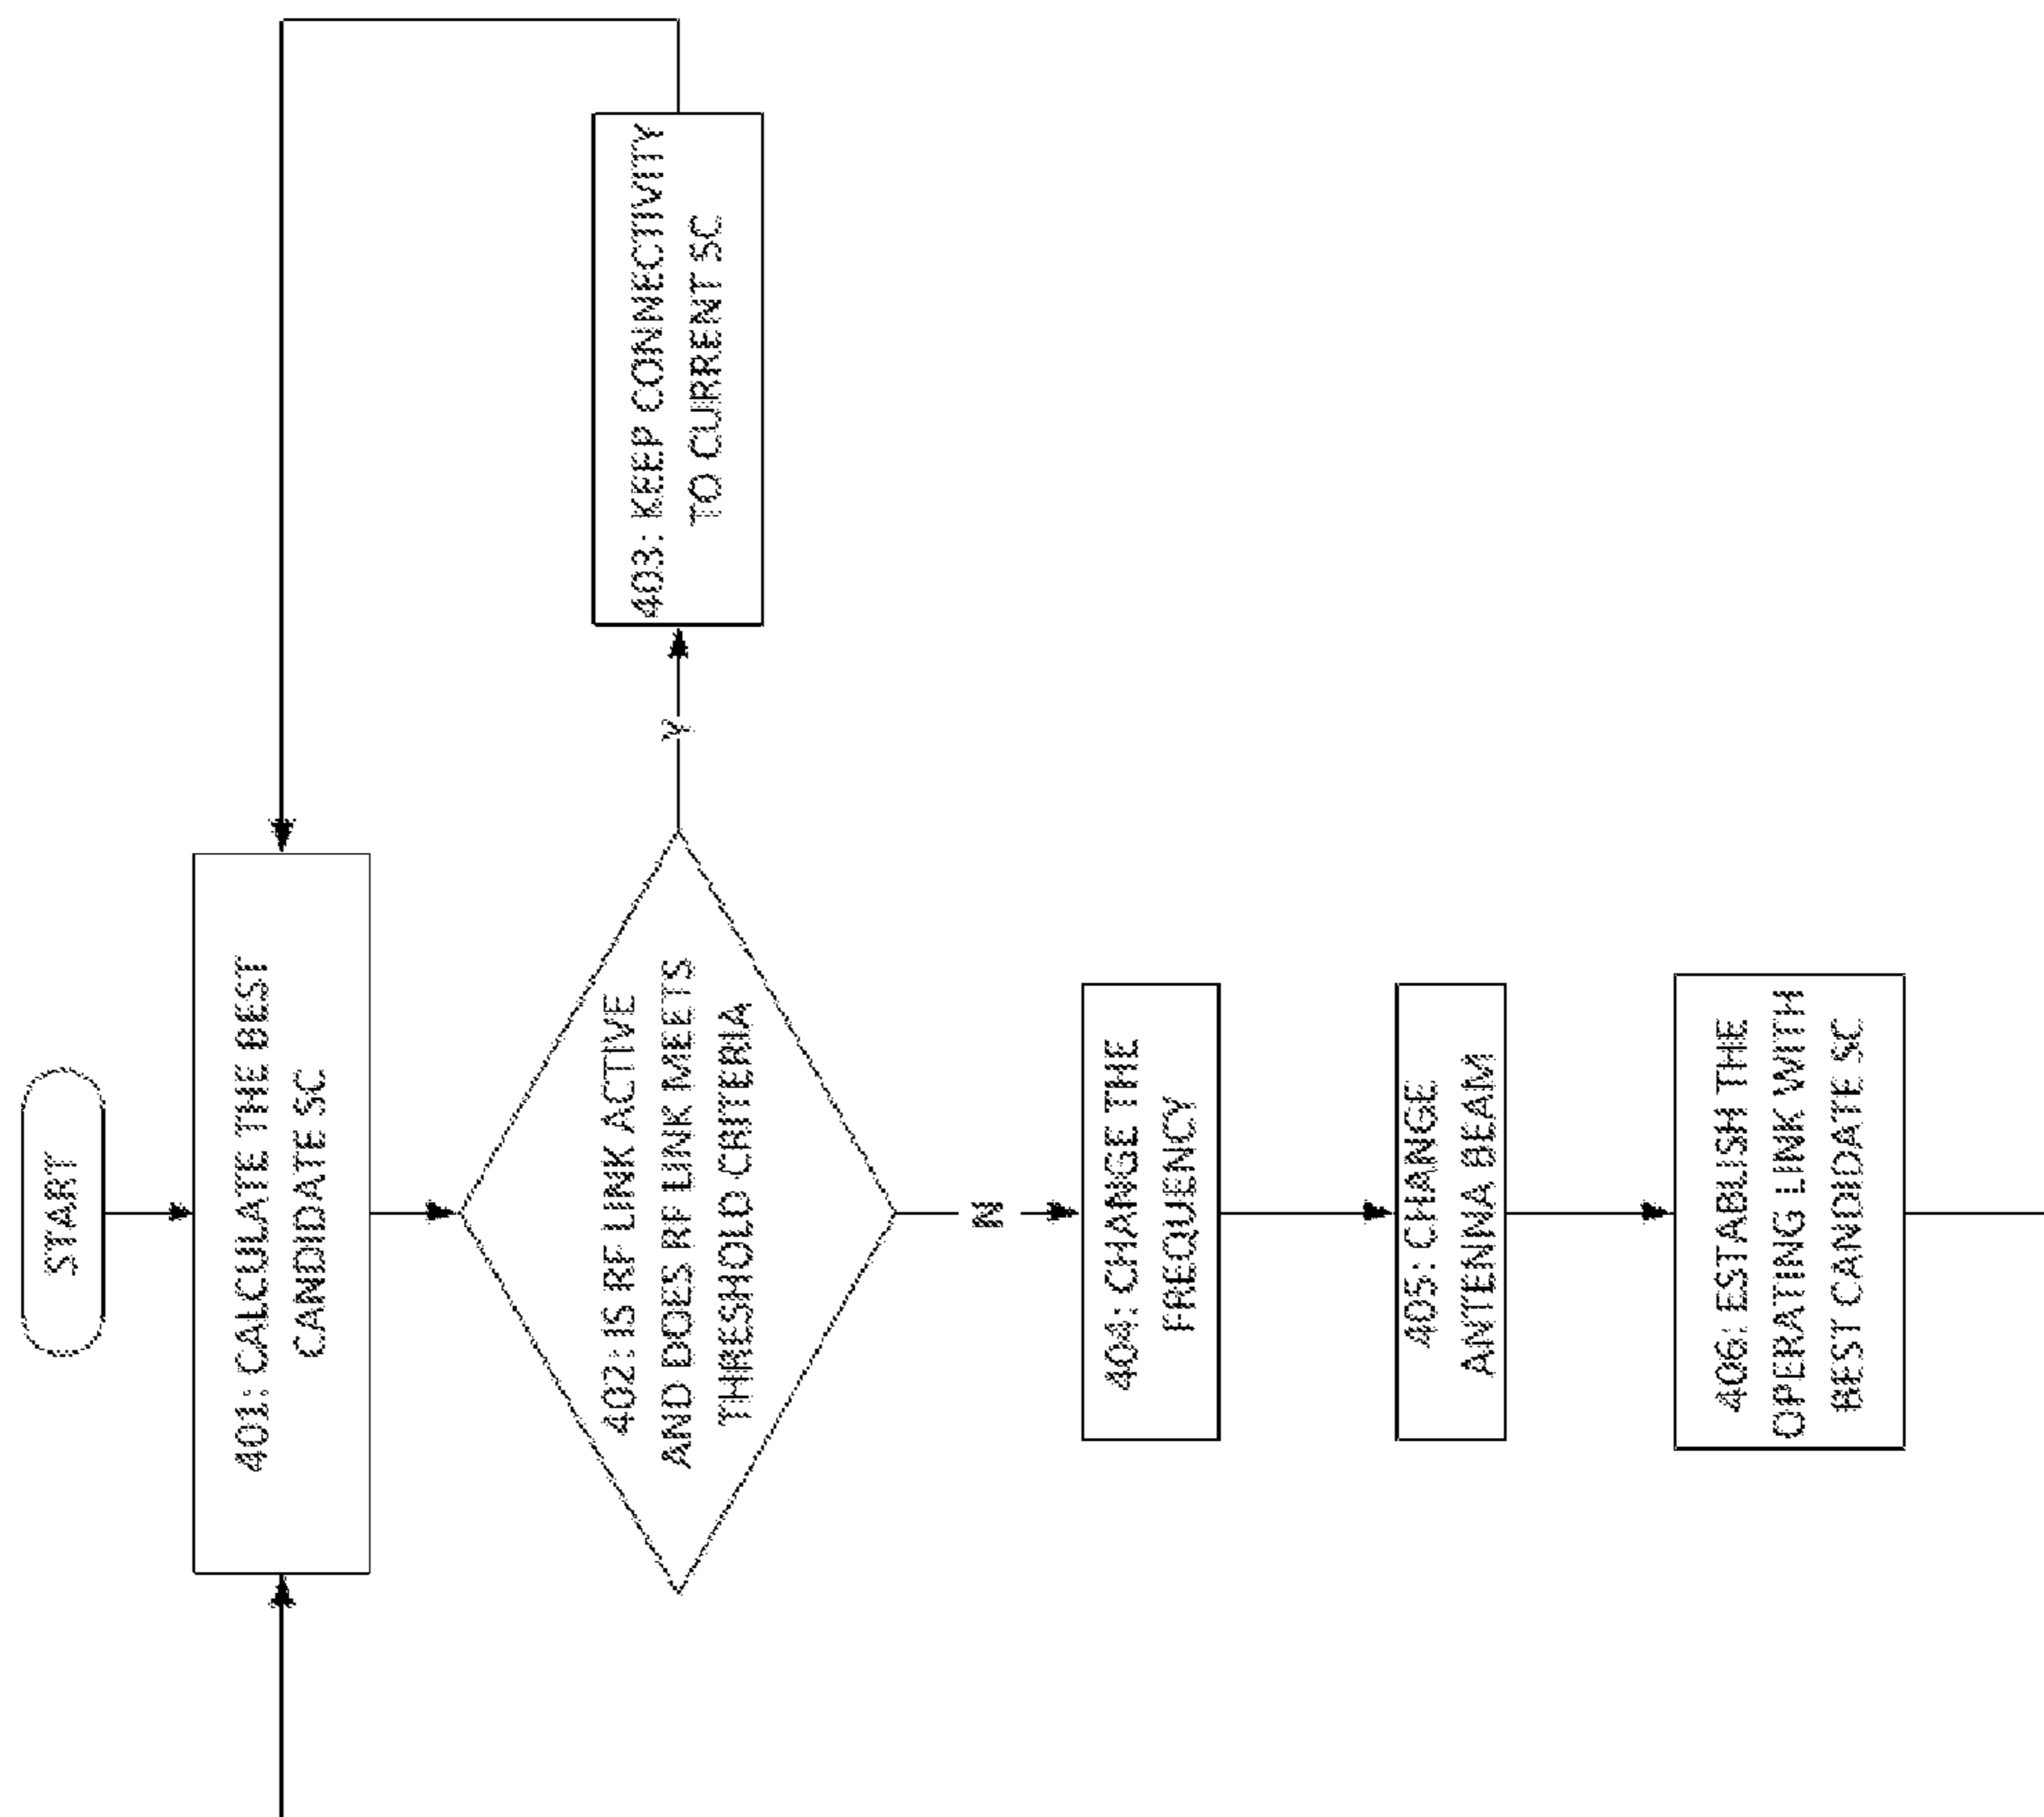 START
401: CALCULATE THE BEST
CANDIDATE SC
402: IS RF LINK ACTIVE
AND DOES RF LINK MEETS
THRESHOLD CRITERIA
Y
403: KEEP CONNECTIVITY
TO CURRENT SC
N
404: CHANGE THE
FREQUENCY
405: CHANGE
ANTENNA BEAM
406: ESTABLISH THE
OPERATING LINK WITH
BEST CANDIDATE SC